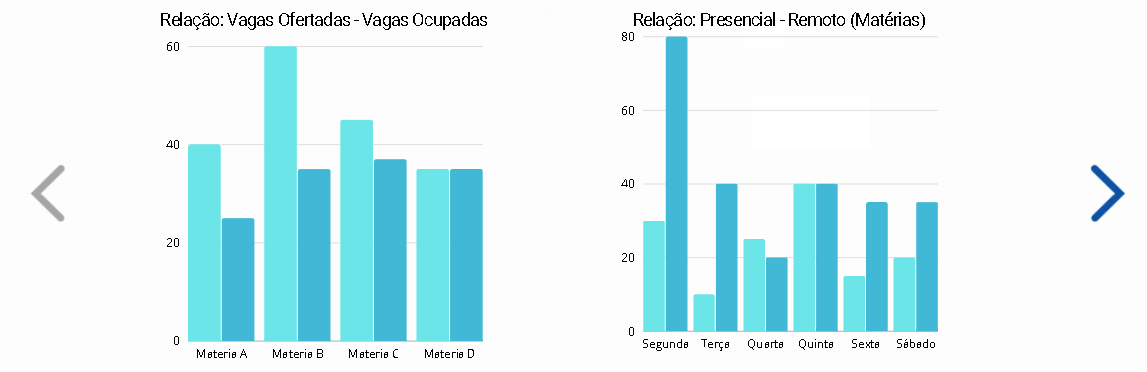 Relação: Vagas Ofertadas - Vagas Ocupadas
60
40
20
0
Materia A Materia B Materia C Materia D
Relação: Presencial - Remoto (Matérias)
80
60
40
20
0
Segunda Terça Quarta Quinta Sexta Sábado